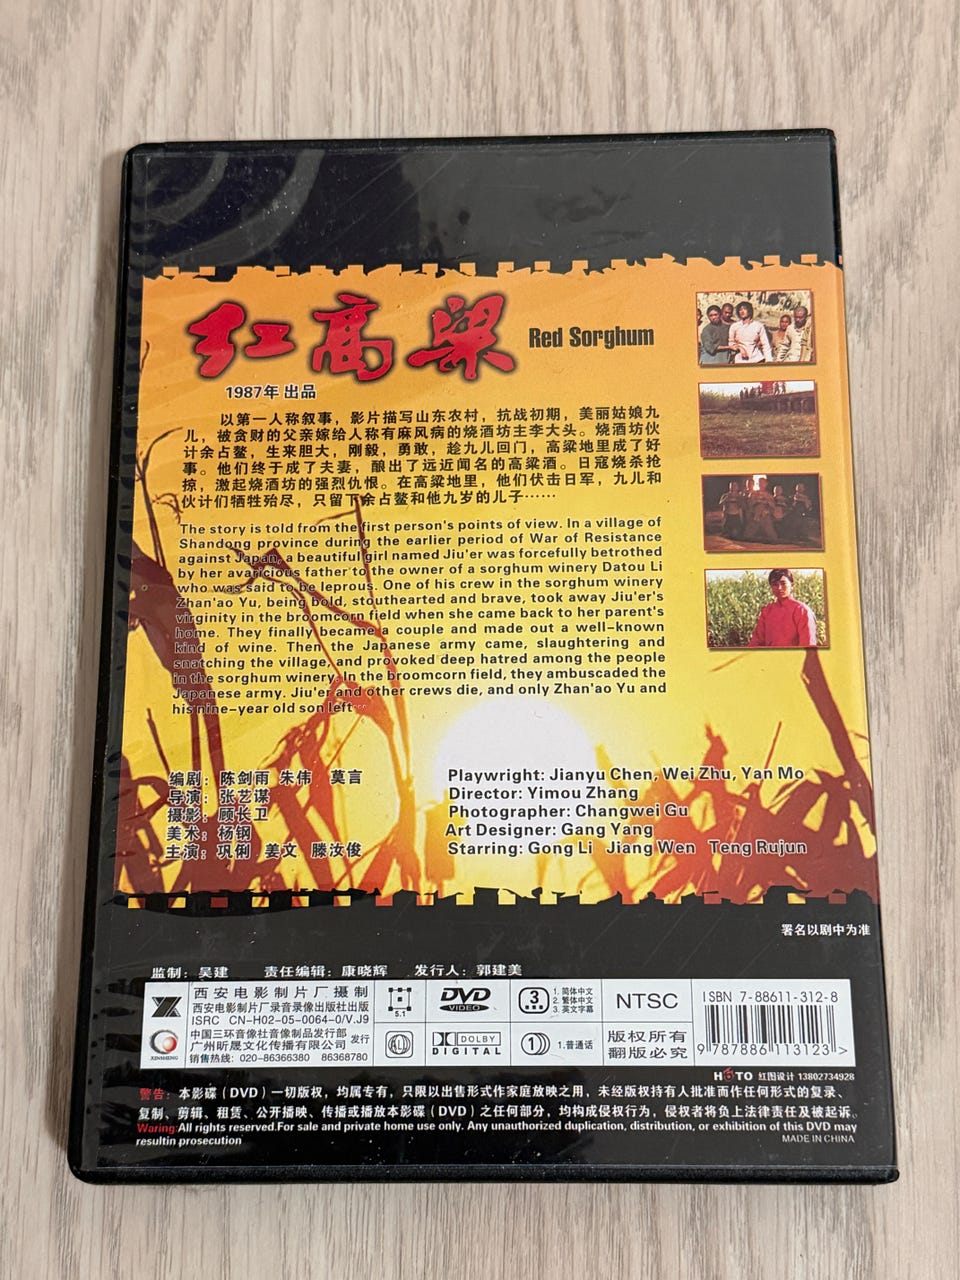 红高粱 Red Sorghum
1987年 出品
以第一人称叙事，影片描写山东农村，抗战初期，美丽姑娘九
儿，被贪财的父亲嫁给人称有麻风病的烧酒坊主李大头。烧酒坊伙
计余占鳌，生来胆大，刚毅，勇敢，趁九儿回门，高粱地里成了好
事。他们终于成了夫妻，酿出了远近闻名的高粱酒。日寇烧杀抢
掠，激起烧酒坊的强烈仇恨。在高粱地里，他们伏击日军，九儿和
伙计们牺牲殆尽，只留下余占鳌和他九岁的儿子……
The story is told from the first person's points of view. In a village of
Shandong province during the earlier period of War of Resistance
against Japan, a beautiful girl named Jiu'er was forcefully betrothed
by her avaricious father to the owner of a sorghum winery Datou Li
who was said to be leprous. One of his crew in the sorghum winery
Zhan'ao Yu, being bold, stouthearted and brave, took away Jiu'er's
virginity in the broomcorn field when she came back to her parent's
home. They finally became a couple and made out a well-known
kind of wine. Then the Japanese army came, slaughtering and
snatching the village, and provoked deep hatred among the people
in the sorghum winery. In the broomcorn field, they ambuscaded the
Japanese army. Jiu'er and other crews die, and only Zhan'ao Yu and
his nine-year old son left…
编剧：陈剑雨 朱伟 莫言
导演：张艺谋
摄影：顾长卫
美术：杨钢
主演：巩俐 姜文 滕汝俊
Playwright: Jianyu Chen, Wei Zhu, Yan Mo
Director: Yimou Zhang
Photographer: Changwei Gu
Art Designer: Gang Yang
Starring: Gong Li Jiang Wen Teng Rujun
署名以剧中为准
监制：吴建 责任编辑：康晓辉 发行人：郭建美
西安电影制片厂摄制
西安电影制片厂录音录像出版社出版
ISRC CN-H02-05-0064-0/V.J9
XINSHENG
中国三环音像社音像制品发行部
广州昕晟文化传播有限公司 发行
销售热线：020-86366380 86368780
5.1
DVD
VIDEO
3
1. 简体中文
2. 繁体中文
3. 英文字幕
NTSC
ALL
DOLBY
DIGITAL
1
1.普通话
版权所有
翻版必究
ISBN 7-88611-312-8
9 787886 113123 >
HOTO 红图设计 13802734928
警告：本影碟（DVD）一切版权，均属专有，只限以出售形式作家庭放映之用，未经版权持有人批准而作任何形式的复录、
复制、剪辑、租赁、公开播映、传播或播放本影碟（DVD）之任何部分，均构成侵权行为，侵权者将负上法律责任及被起诉。
Waring:All rights reserved.For sale and private home use only. Any unauthorized duplication, distribution, or exhibition of this DVD may
resultin prosecution
MADE IN CHINA